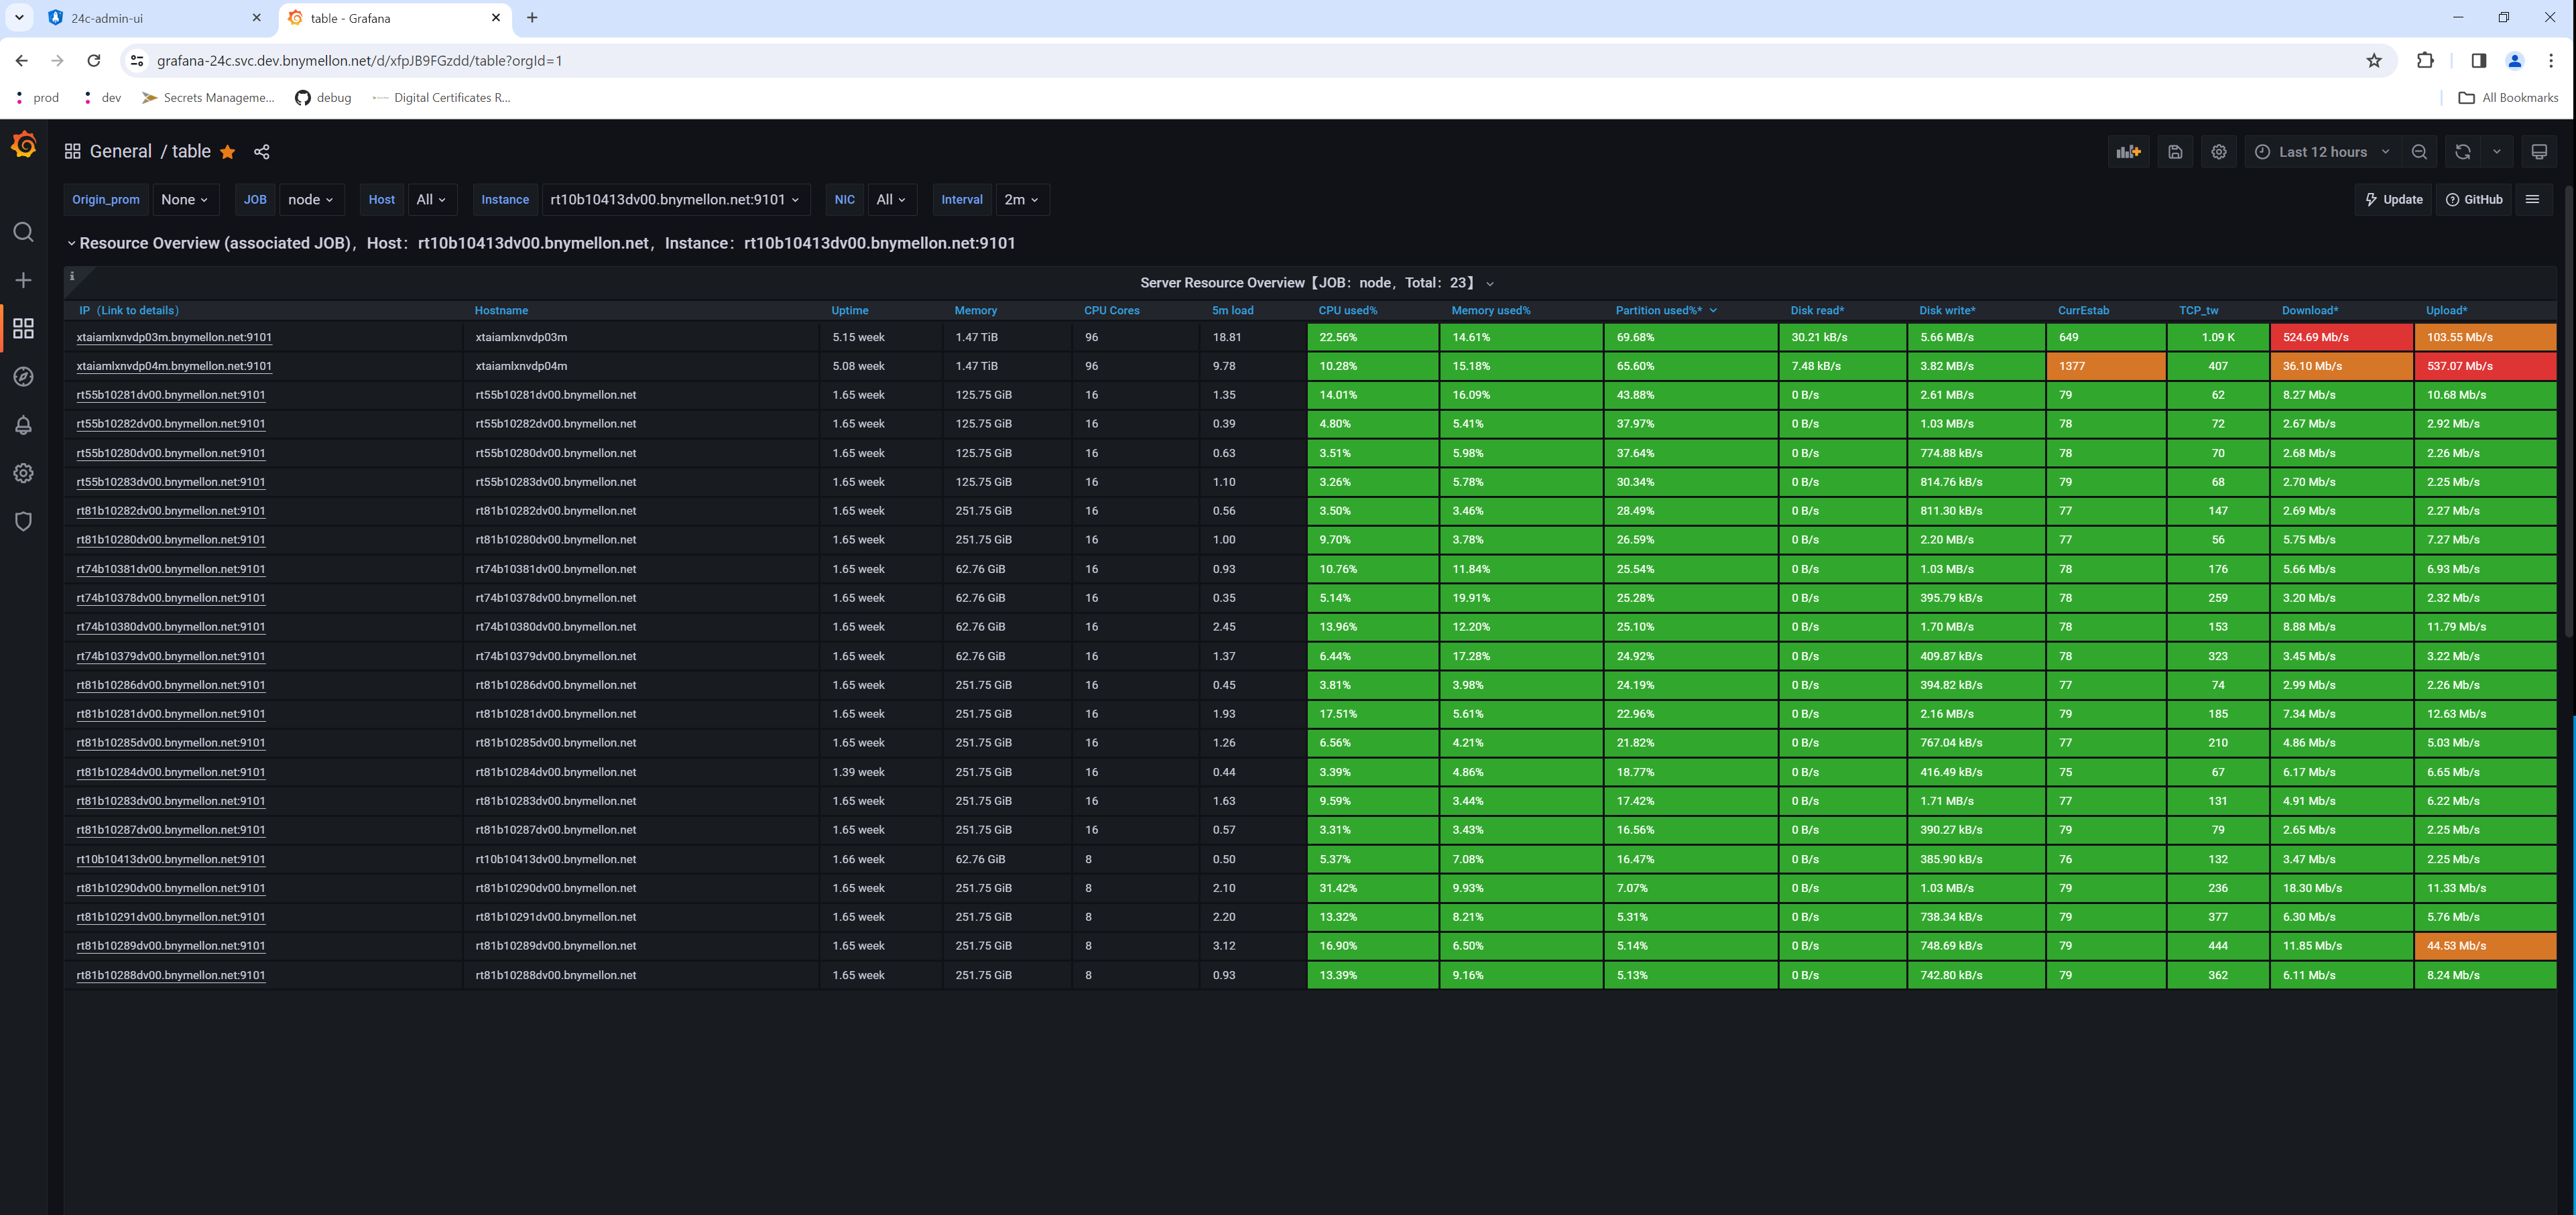 24c-admin-ui table - Grafana
grafana-24c.svc.dev.bnymellon.net/d/xfpJB9FGzdd/table?orgId=1
prod dev Secrets Manageme... debug Digital Certificates R... All Bookmarks
General / table Last 12 hours
Origin_prom None JOB node Host All Instance rt10b10413dv00.bnymellon.net:9101 NIC All Interval 2m Update GitHub
Resource Overview (associated JOB)，Host：rt10b10413dv00.bnymellon.net，Instance：rt10b10413dv00.bnymellon.net:9101
Server Resource Overview【JOB：node，Total：23】
IP（Link to details） Hostname Uptime Memory CPU Cores 5m load CPU used% Memory used% Partition used%* Disk read* Disk write* CurrEstab TCP_tw Download* Upload*
xtaiamlxnvdp03m.bnymellon.net:9101 xtaiamlxnvdp03m 5.15 week 1.47 TiB 96 18.81 22.56% 14.61% 69.68% 30.21 kB/s 5.66 MB/s 649 1.09 K 524.69 Mb/s 103.55 Mb/s
xtaiamlxnvdp04m.bnymellon.net:9101 xtaiamlxnvdp04m 5.08 week 1.47 TiB 96 9.78 10.28% 15.18% 65.60% 7.48 kB/s 3.82 MB/s 1377 407 36.10 Mb/s 537.07 Mb/s
rt55b10281dv00.bnymellon.net:9101 rt55b10281dv00.bnymellon.net 1.65 week 125.75 GiB 16 1.35 14.01% 16.09% 43.88% 0 B/s 2.61 MB/s 79 62 8.27 Mb/s 10.68 Mb/s
rt55b10282dv00.bnymellon.net:9101 rt55b10282dv00.bnymellon.net 1.65 week 125.75 GiB 16 0.39 4.80% 5.41% 37.97% 0 B/s 1.03 MB/s 78 72 2.67 Mb/s 2.92 Mb/s
rt55b10280dv00.bnymellon.net:9101 rt55b10280dv00.bnymellon.net 1.65 week 125.75 GiB 16 0.63 3.51% 5.98% 37.64% 0 B/s 774.88 kB/s 78 70 2.68 Mb/s 2.26 Mb/s
rt55b10283dv00.bnymellon.net:9101 rt55b10283dv00.bnymellon.net 1.65 week 125.75 GiB 16 1.10 3.26% 5.78% 30.34% 0 B/s 814.76 kB/s 79 68 2.70 Mb/s 2.25 Mb/s
rt81b10282dv00.bnymellon.net:9101 rt81b10282dv00.bnymellon.net 1.65 week 251.75 GiB 16 0.56 3.50% 3.46% 28.49% 0 B/s 811.30 kB/s 77 147 2.69 Mb/s 2.27 Mb/s
rt81b10280dv00.bnymellon.net:9101 rt81b10280dv00.bnymellon.net 1.65 week 251.75 GiB 16 1.00 9.70% 3.78% 26.59% 0 B/s 2.20 MB/s 77 56 5.75 Mb/s 7.27 Mb/s
rt74b10381dv00.bnymellon.net:9101 rt74b10381dv00.bnymellon.net 1.65 week 62.76 GiB 16 0.93 10.76% 11.84% 25.54% 0 B/s 1.03 MB/s 78 176 5.66 Mb/s 6.93 Mb/s
rt74b10378dv00.bnymellon.net:9101 rt74b10378dv00.bnymellon.net 1.65 week 62.76 GiB 16 0.35 5.14% 19.91% 25.28% 0 B/s 395.79 kB/s 78 259 3.20 Mb/s 2.32 Mb/s
rt74b10380dv00.bnymellon.net:9101 rt74b10380dv00.bnymellon.net 1.65 week 62.76 GiB 16 2.45 13.96% 12.20% 25.10% 0 B/s 1.70 MB/s 78 153 8.88 Mb/s 11.79 Mb/s
rt74b10379dv00.bnymellon.net:9101 rt74b10379dv00.bnymellon.net 1.65 week 62.76 GiB 16 1.37 6.44% 17.28% 24.92% 0 B/s 409.87 kB/s 78 323 3.45 Mb/s 3.22 Mb/s
rt81b10286dv00.bnymellon.net:9101 rt81b10286dv00.bnymellon.net 1.65 week 251.75 GiB 16 0.45 3.81% 3.98% 24.19% 0 B/s 394.82 kB/s 77 74 2.99 Mb/s 2.26 Mb/s
rt81b10281dv00.bnymellon.net:9101 rt81b10281dv00.bnymellon.net 1.65 week 251.75 GiB 16 1.93 17.51% 5.61% 22.96% 0 B/s 2.16 MB/s 79 185 7.34 Mb/s 12.63 Mb/s
rt81b10285dv00.bnymellon.net:9101 rt81b10285dv00.bnymellon.net 1.65 week 251.75 GiB 16 1.26 6.56% 4.21% 21.82% 0 B/s 767.04 kB/s 77 210 4.86 Mb/s 5.03 Mb/s
rt81b10284dv00.bnymellon.net:9101 rt81b10284dv00.bnymellon.net 1.39 week 251.75 GiB 16 0.44 3.39% 4.86% 18.77% 0 B/s 416.49 kB/s 75 67 6.17 Mb/s 6.65 Mb/s
rt81b10283dv00.bnymellon.net:9101 rt81b10283dv00.bnymellon.net 1.65 week 251.75 GiB 16 1.63 9.59% 3.44% 17.42% 0 B/s 1.71 MB/s 77 131 4.91 Mb/s 6.22 Mb/s
rt81b10287dv00.bnymellon.net:9101 rt81b10287dv00.bnymellon.net 1.65 week 251.75 GiB 16 0.57 3.31% 3.43% 16.56% 0 B/s 390.27 kB/s 79 79 2.65 Mb/s 2.25 Mb/s
rt10b10413dv00.bnymellon.net:9101 rt10b10413dv00.bnymellon.net 1.66 week 62.76 GiB 8 0.50 5.37% 7.08% 16.47% 0 B/s 385.90 kB/s 76 132 3.47 Mb/s 2.25 Mb/s
rt81b10290dv00.bnymellon.net:9101 rt81b10290dv00.bnymellon.net 1.65 week 251.75 GiB 8 2.10 31.42% 9.93% 7.07% 0 B/s 1.03 MB/s 79 236 18.30 Mb/s 11.33 Mb/s
rt81b10291dv00.bnymellon.net:9101 rt81b10291dv00.bnymellon.net 1.65 week 251.75 GiB 8 2.20 13.32% 8.21% 5.31% 0 B/s 738.34 kB/s 79 377 6.30 Mb/s 5.76 Mb/s
rt81b10289dv00.bnymellon.net:9101 rt81b10289dv00.bnymellon.net 1.65 week 251.75 GiB 8 3.12 16.90% 6.50% 5.14% 0 B/s 748.69 kB/s 79 444 11.85 Mb/s 44.53 Mb/s
rt81b10288dv00.bnymellon.net:9101 rt81b10288dv00.bnymellon.net 1.65 week 251.75 GiB 8 0.93 13.39% 9.16% 5.13% 0 B/s 742.80 kB/s 79 362 6.11 Mb/s 8.24 Mb/s